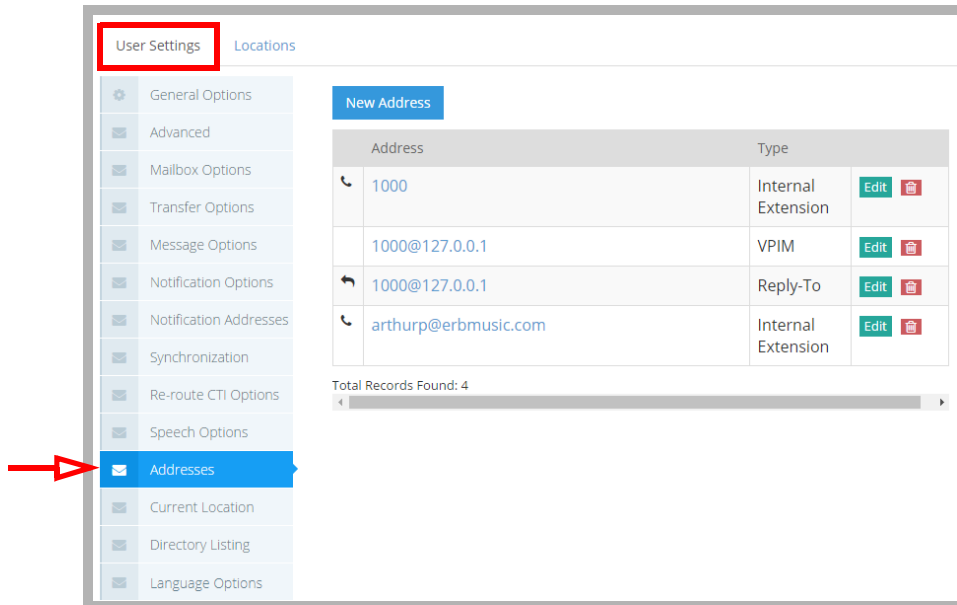 User Settings
Locations
General Options
Advanced
Mailbox Options
Transfer Options
Message Options
Notification Options
Notification Addresses
Synchronization
Re-route CTI Options
Speech Options
Addresses
Current Location
Directory Listing
Language Options
New Address
Address Type
1000 Internal Edit
Extension
1000@127.0.0.1 VPIM Edit
1000@127.0.0.1 Reply-To Edit
arthurp@erbmusic.com Internal Edit
Extension
Total Records Found: 4